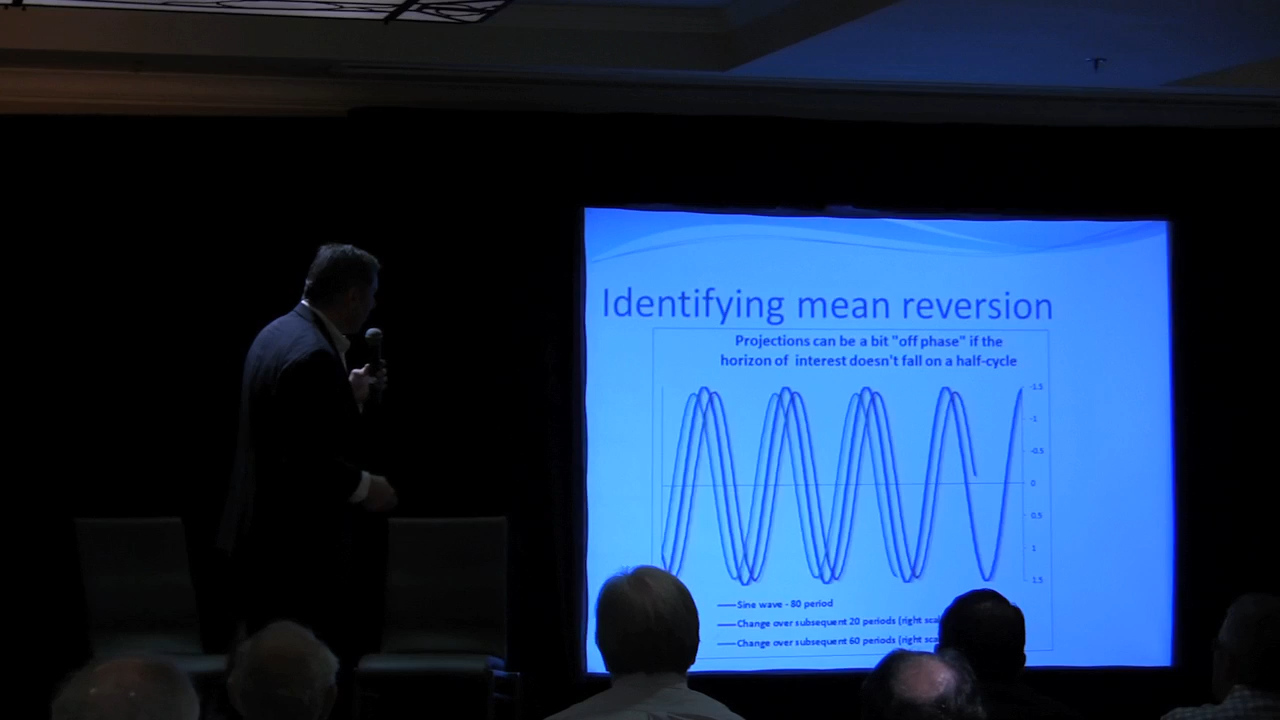 Identifying mean reversion
Projections can be a bit "off phase" if the
horizon of interest doesn't fall on a half-cycle
-1.5
-1
-0.5
0
0.5
1
1.5
Sine wave - 80 period
Change over subsequent 20 periods (right
Change over subsequent 60 periods (right